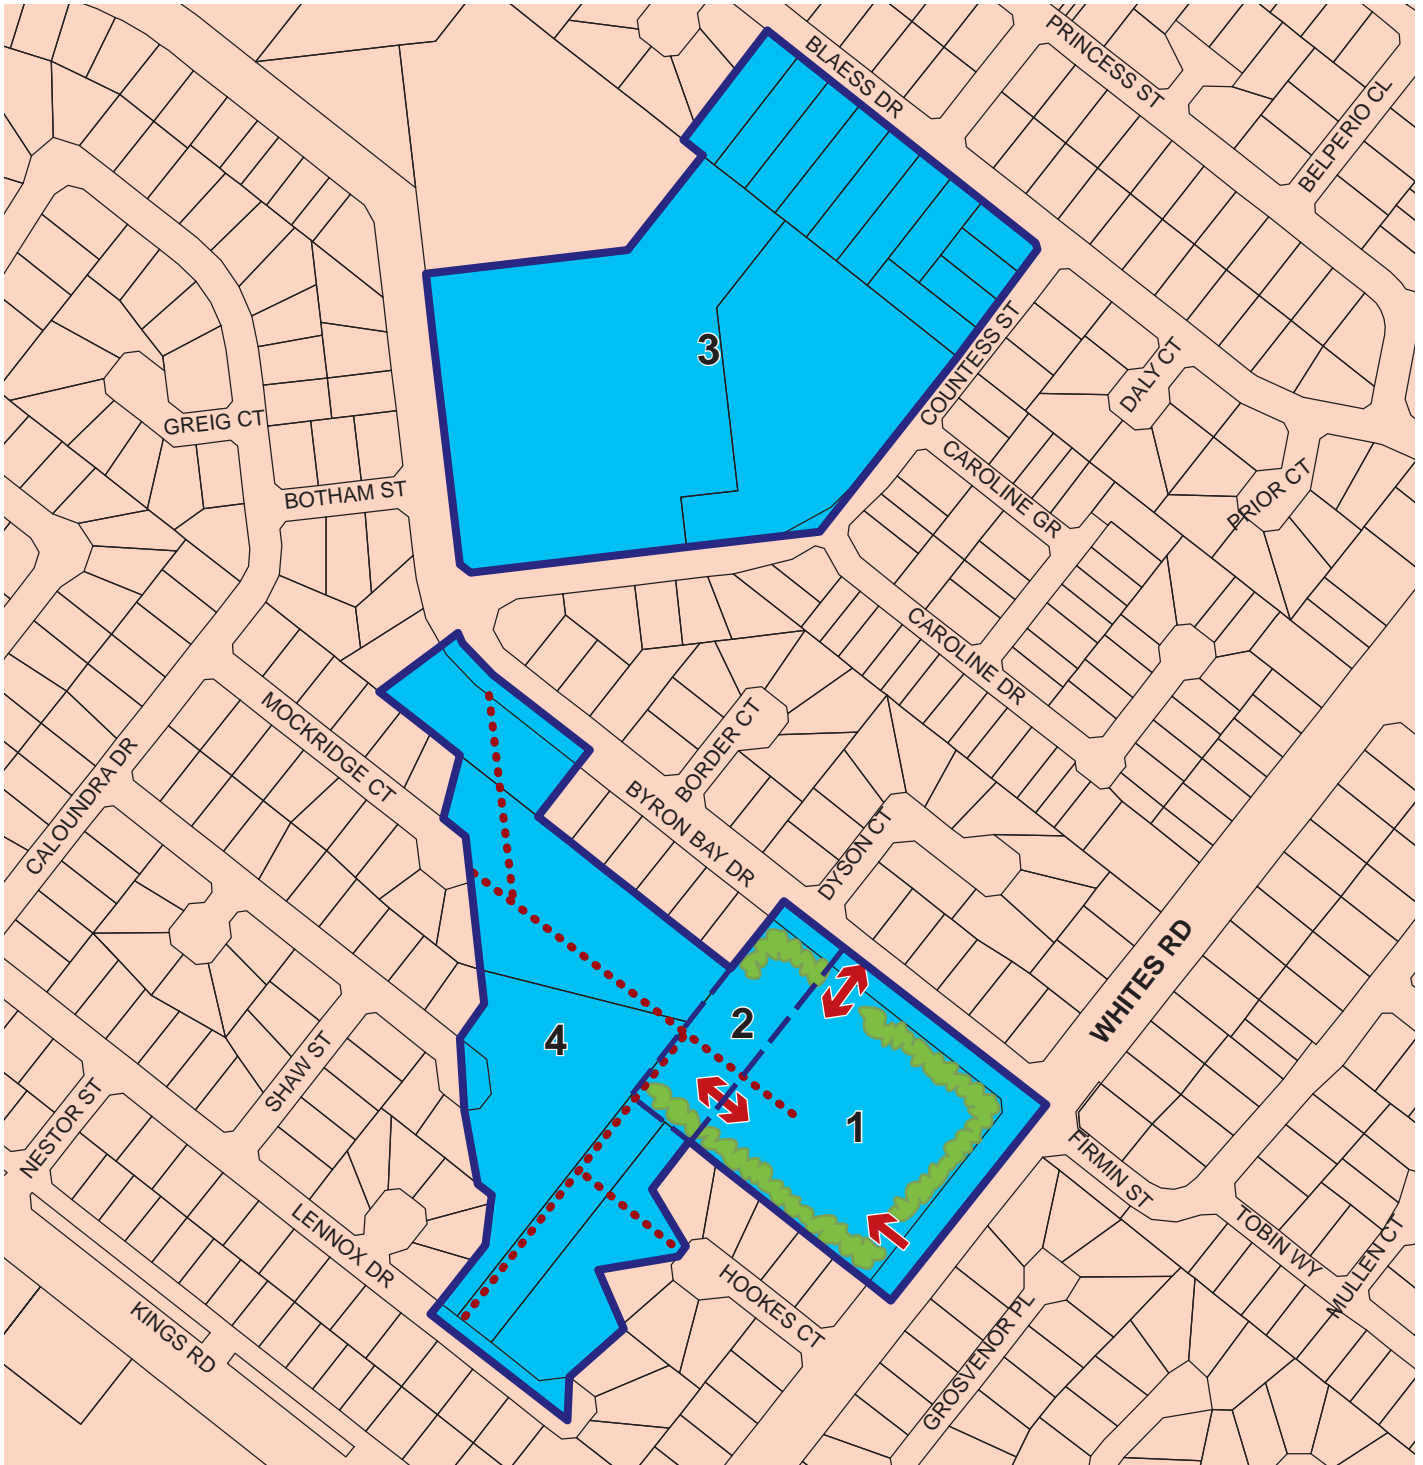 BLAESS DR
PRINCESS ST
BELPERIO CL
COUNTESS ST
DALY CT
3
GREIG CT
CAROLINE GR
PRIOR CT
BOTHAM ST
CAROLINE DR
MOCKRIDGE CT
BORDER CT
CALOUNDRA DR
BYRON BAY DR
DYSON CT
WHITES RD
2
4
SHAW ST
1
NESTOR ST
FIRMIN ST
LENNOX DR
TOBIN WY
MULLEN CT
HOOKES CT
KINGS RD
GROSVENOR PL